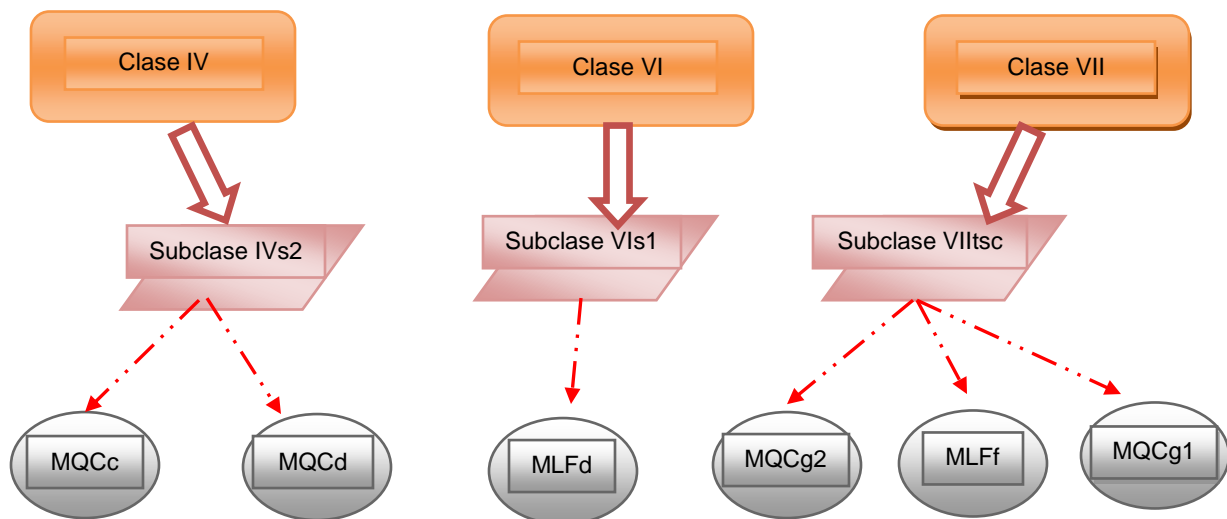 Clase IV
Clase VI
Clase VII
Subclase IVs2
Subclase VIs1
Subclase VIItsc
MQCc
MQCd
MLFd
MQCg2
MLFf
MQCg1